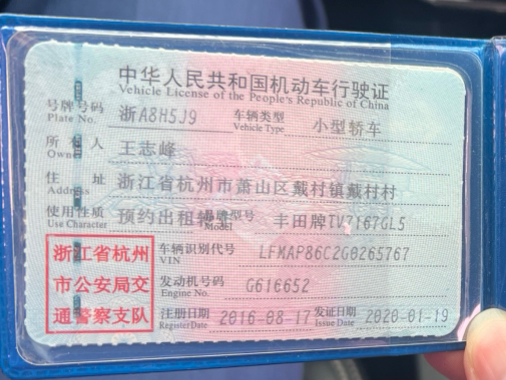 中华人民共和国机动车行驶证
Vehicle License of the People's Republic of China
号牌号码 浙A8H5J9 车辆类型 小型轿车
Plate No. Vehicle Type
所有人 王志峰
Owner
住址 浙江省杭州市萧山区戴村镇戴村村
Address
使用性质 预约出租 品牌型号 丰田牌TV7167GL5
Use Character Model
浙江省杭州
市公安局交
通警察支队
车辆识别代号 LFMAP86C2G0265767
VIN
发动机号码 G616652
Engine No.
注册日期 2016-08-17 发证日期 2020-01-19
Register Date Issue Date